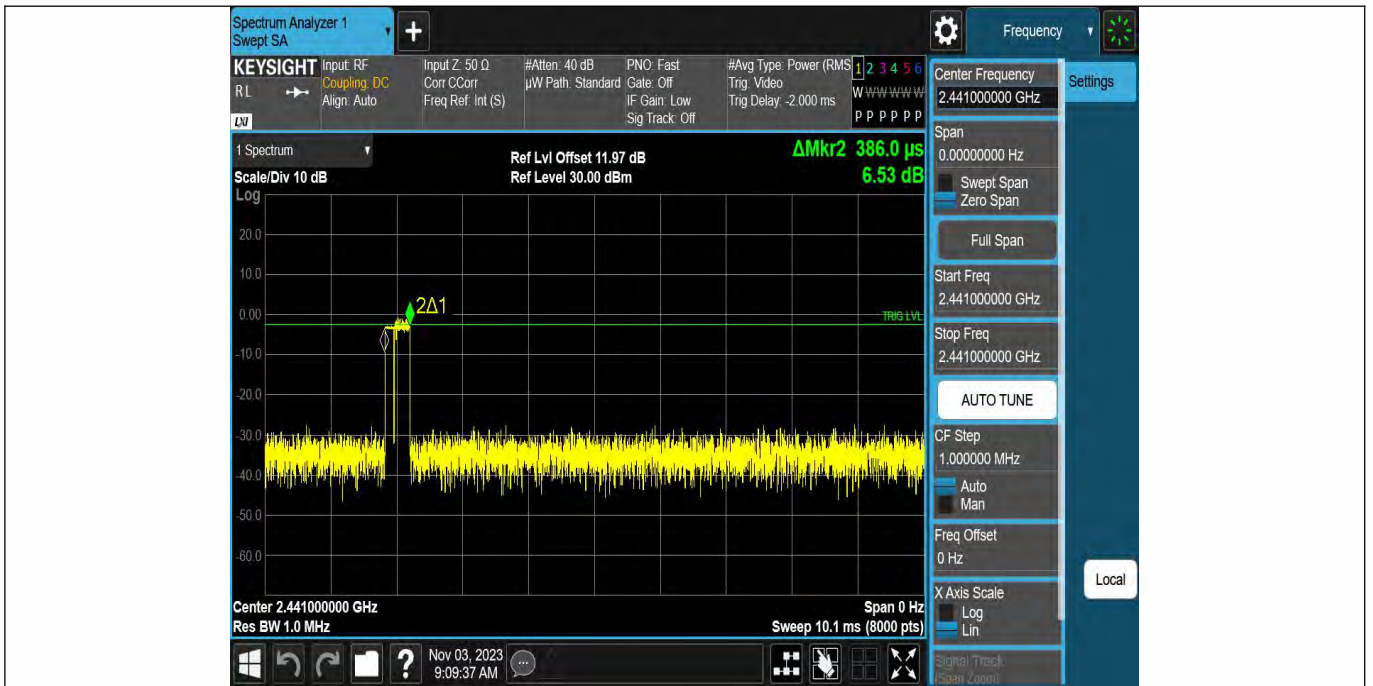 Spectrum Analyzer 1
Swept SA
Frequency
KEYSIGHT
RL
LXI
Input: RF
Coupling: DC
Align: Auto
Input Z: 50 Ω
Corr CCorr
Freq Ref: Int (S)
#Atten: 40 dB
µW Path: Standard
PNO: Fast
Gate: Off
IF Gain: Low
Sig Track: Off
#Avg Type: Power (RMS
Trig: Video
Trig Delay: -2.000 ms
1 2 3 4 5 6
W W W W W W
P P P P P P
1 Spectrum
Scale/Div 10 dB
Log
Ref Lvl Offset 11.97 dB
Ref Level 30.00 dBm
ΔMkr2 386.0 µs
6.53 dB
20.0
10.0
0.00
-10.0
-20.0
-30.0
-40.0
-50.0
-60.0
2Δ1
TRIG LVL
Center 2.441000000 GHz
Res BW 1.0 MHz
Span 0 Hz
Sweep 10.1 ms (8000 pts)
Center Frequency
2.441000000 GHz
Settings
Span
0.00000000 Hz
Swept Span
Zero Span
Full Span
Start Freq
2.441000000 GHz
Stop Freq
2.441000000 GHz
AUTO TUNE
CF Step
1.000000 MHz
Auto
Man
Freq Offset
0 Hz
Local
X Axis Scale
Log
Lin
Signal Track
(Span Zoom)
?
Nov 03, 2023
9:09:37 AM